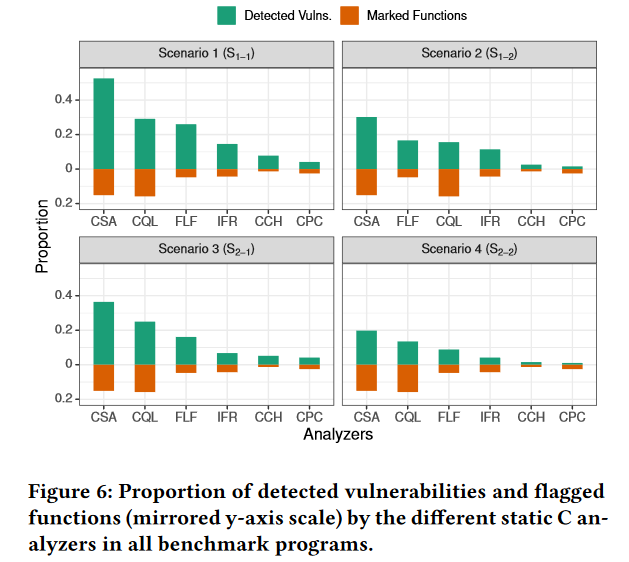 Detected Vulns. Marked Functions
Scenario 1 (S1−1) Scenario 2 (S1−2)
0.4
0.2
0
0.2
CSA CQL FLF IFR CCH CPC CSA FLF CQL IFR CCH CPC
Proportion
Scenario 3 (S2−1) Scenario 4 (S2−2)
0.4
0.2
0
0.2
CSA CQL FLF IFR CCH CPC CSA CQL FLF IFR CCH CPC
Analyzers
Figure 6: Proportion of detected vulnerabilities and flagged
functions (mirrored y-axis scale) by the different static C an-
alyzers in all benchmark programs.